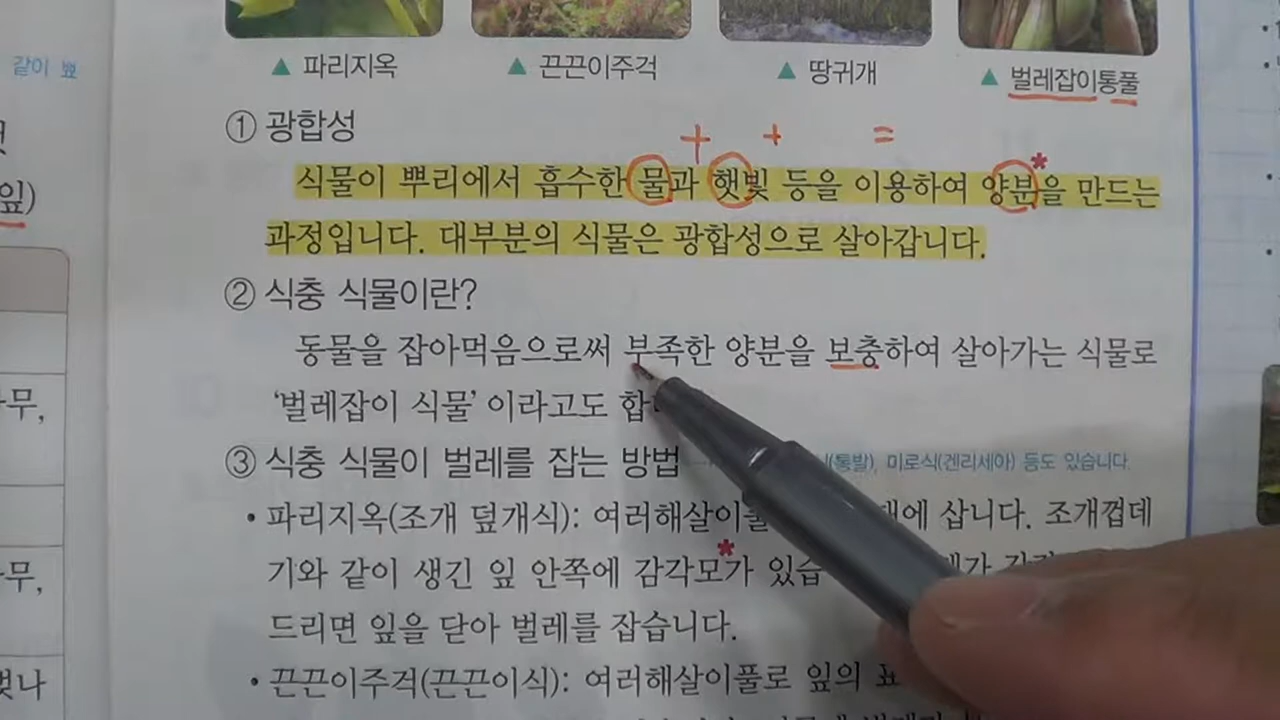 같이 뾰
▲ 파리지옥 ▲ 끈끈이주걱 ▲ 땅귀개 ▲ 벌레잡이통풀
① 광합성
+ + =
식물이 뿌리에서 흡수한 물과 햇빛 등을 이용하여 양분*을 만드는
잎)
과정입니다. 대부분의 식물은 광합성으로 살아갑니다.
② 식충 식물이란?
동물을 잡아먹음으로써 부족한 양분을 보충하여 살아가는 식물로
무,
'벌레잡이 식물' 이라고도 합
③ 식충 식물이 벌레를 잡는 방법 (통발), 미로식(겐리세아) 등도 있습니다.
• 파리지옥(조개 덮개식): 여러해살이풀 에 삽니다. 조개껍데
무,
기와 같이 생긴 잎 안쪽에 감각모*가 있습
드리면 잎을 닫아 벌레를 잡습니다.
• 끈끈이주걱(끈끈이식): 여러해살이풀로 잎의 표